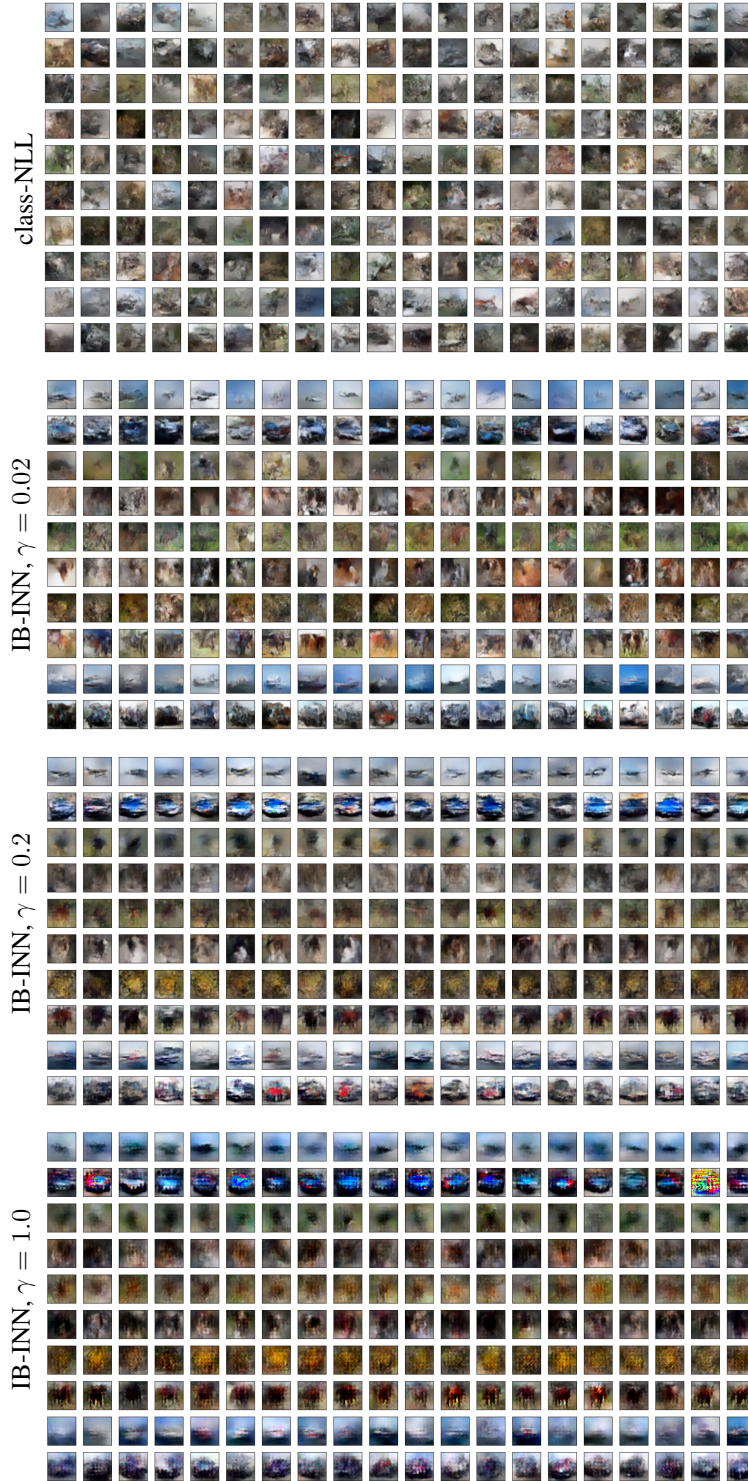 class-NLL
IB-INN, γ = 0.02
IB-INN, γ = 0.2
IB-INN, γ = 1.0